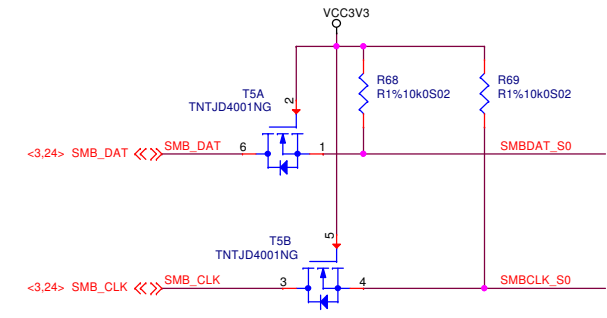 VCC3V3
T5A
TNTJD4001NG
2
R68
R1%10k0S02
R69
R1%10k0S02
<3,24> SMB_DAT SMB_DAT 6 1 SMBDAT_S0
T5B
TNTJD4001NG
5
<3,24> SMB_CLK SMB_CLK 3 4 SMBCLK_S0